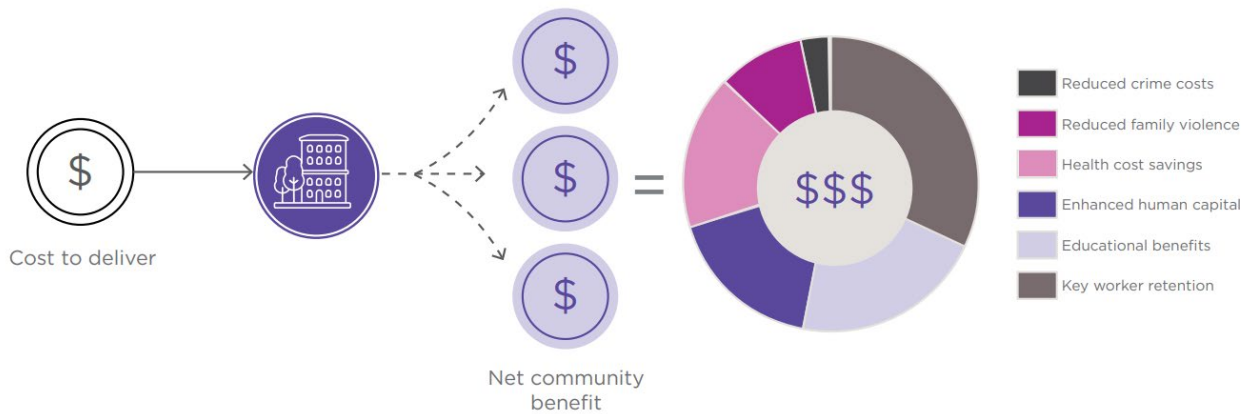 $
Cost to deliver
$
$
$
Net community
benefit
=
$$$
Reduced crime costs
Reduced family violence
Health cost savings
Enhanced human capital
Educational benefits
Key worker retention